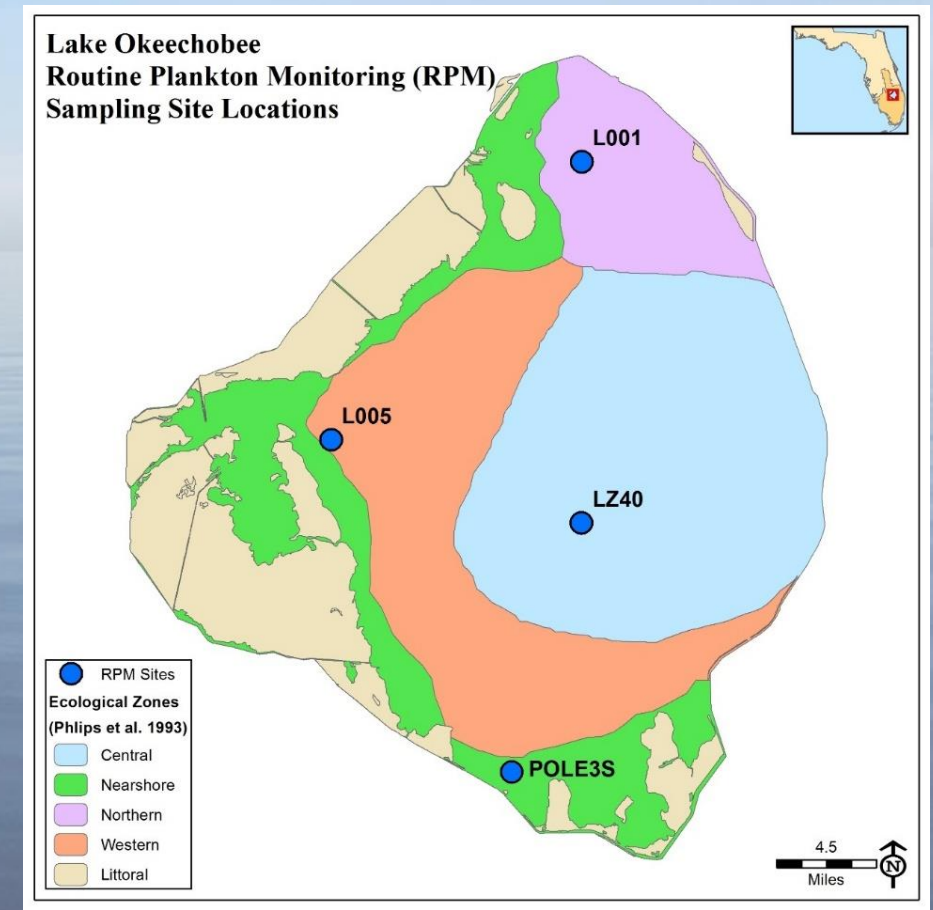 Lake Okeechobee
Routine Plankton Monitoring (RPM)
Sampling Site Locations
L001
L005
LZ40
POLE3S
RPM Sites
Ecological Zones
(Phlips et al. 1993)
Central
Nearshore
Northern
Western
Littoral
4.5
Miles
N